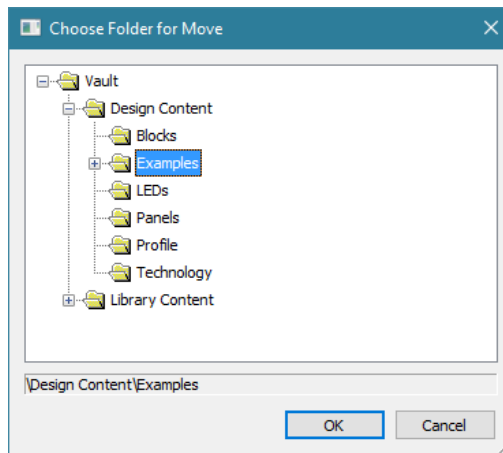 Choose Folder for Move
Vault
Design Content
Blocks
Examples
LEDs
Panels
Profile
Technology
Library Content
\Design Content\Examples
OK
Cancel